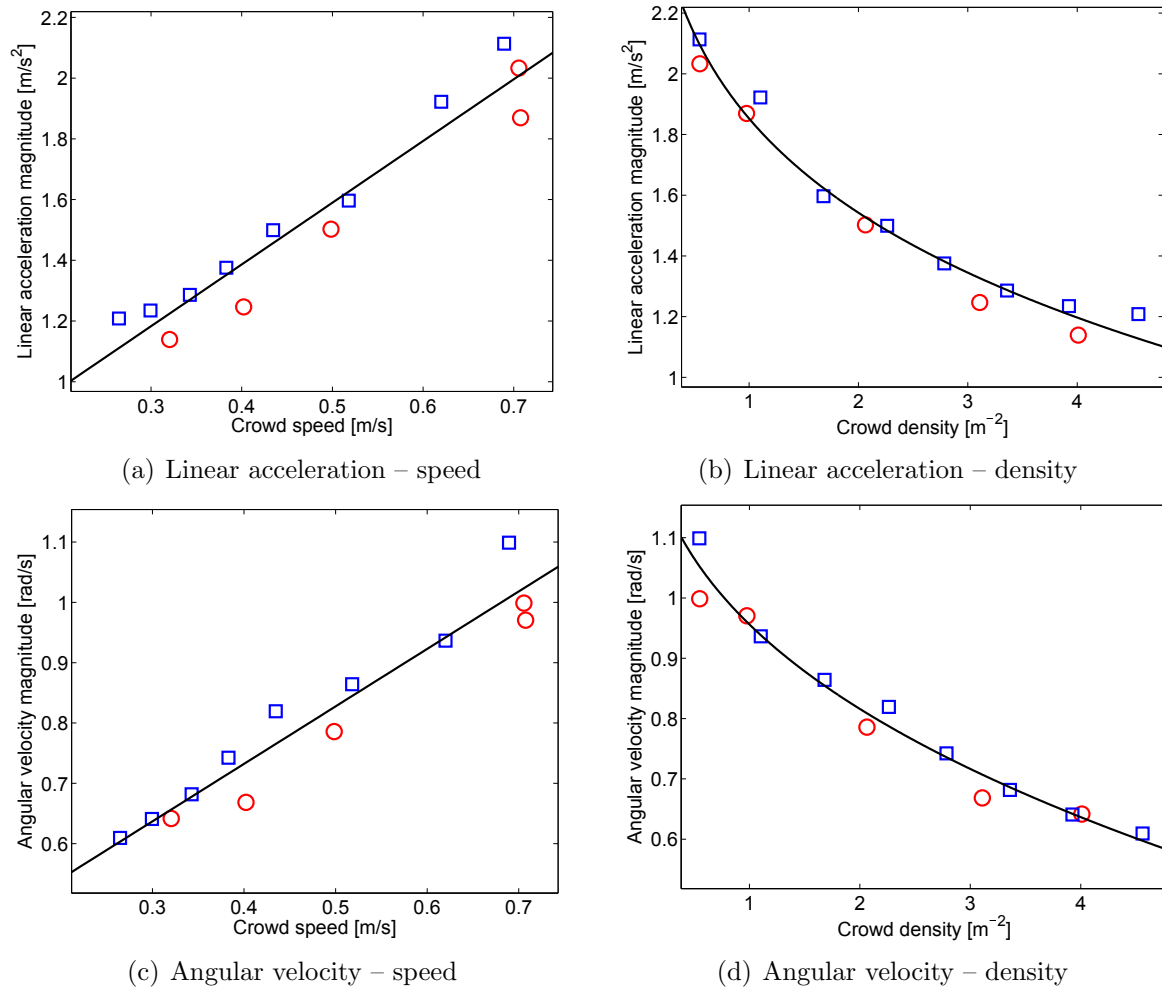 2.2
2
1.8
1.6
1.4
1.2
1
0.3 0.4 0.5 0.6 0.7
Crowd speed [m/s]
Linear acceleration magnitude [m/s²]
(a) Linear acceleration – speed
2.2
2
1.8
1.6
1.4
1.2
1
1 2 3 4
Crowd density [m⁻²]
Linear acceleration magnitude [m/s²]
(b) Linear acceleration – density
1.1
1
0.9
0.8
0.7
0.6
0.3 0.4 0.5 0.6 0.7
Crowd speed [m/s]
Angular velocity magnitude [rad/s]
(c) Angular velocity – speed
1.1
1
0.9
0.8
0.7
0.6
1 2 3 4
Crowd density [m⁻²]
Angular velocity magnitude [rad/s]
(d) Angular velocity – density